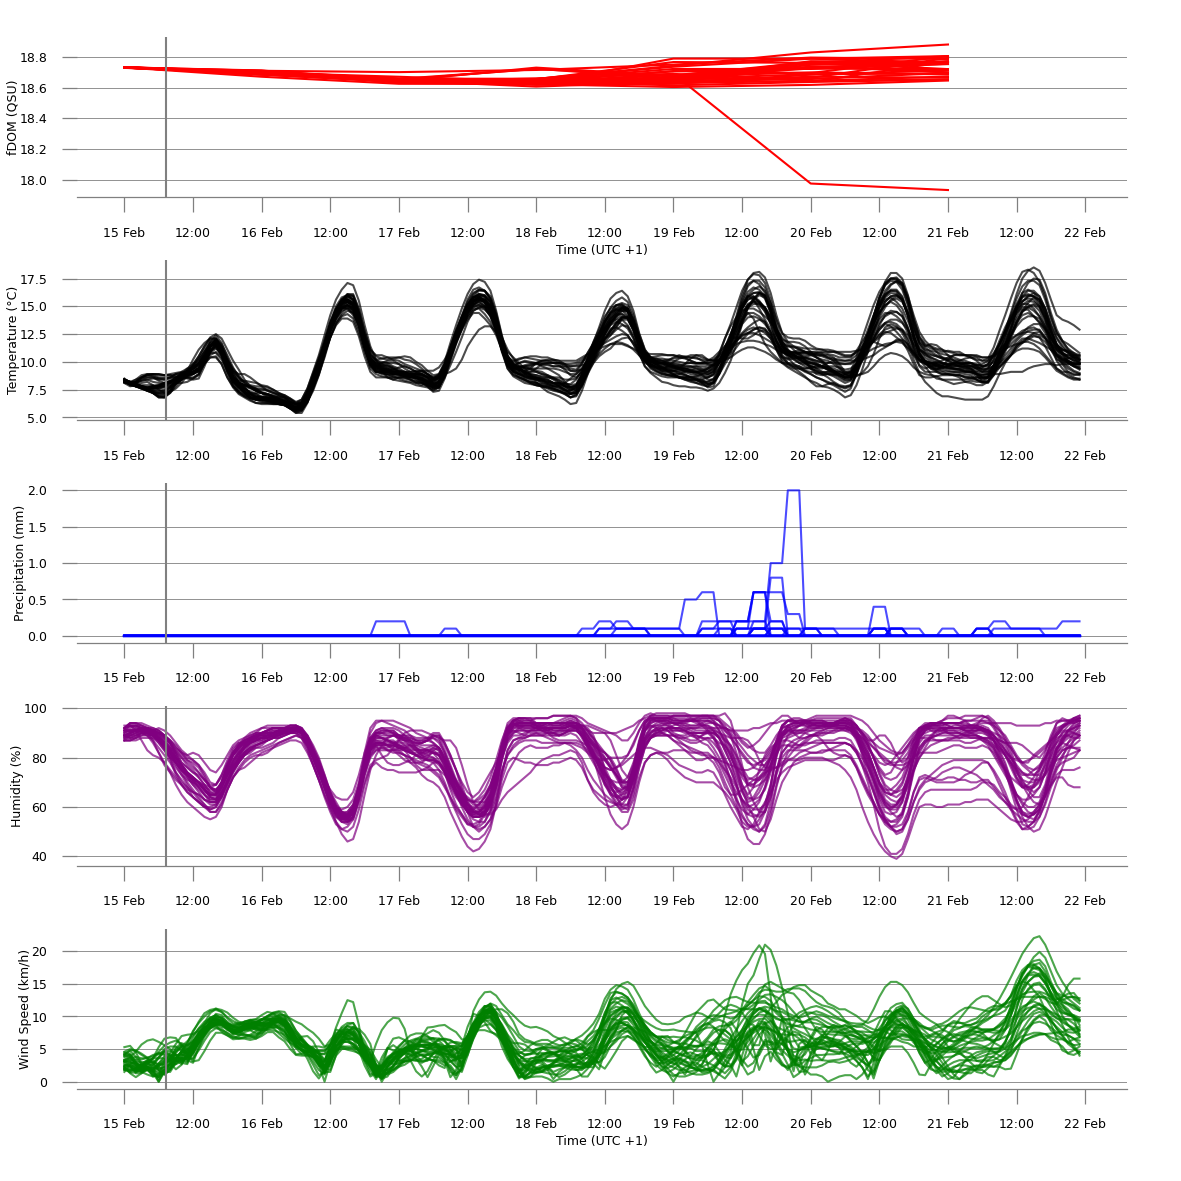 fDOM (QSU)
18.8
18.6
18.4
18.2
18.0
15 Feb 12:00 16 Feb 12:00 17 Feb 12:00 18 Feb 12:00 19 Feb 12:00 20 Feb 12:00 21 Feb 12:00 22 Feb
Time (UTC +1)
Temperature (°C)
17.5
15.0
12.5
10.0
7.5
5.0
15 Feb 12:00 16 Feb 12:00 17 Feb 12:00 18 Feb 12:00 19 Feb 12:00 20 Feb 12:00 21 Feb 12:00 22 Feb
Precipitation (mm)
2.0
1.5
1.0
0.5
0.0
15 Feb 12:00 16 Feb 12:00 17 Feb 12:00 18 Feb 12:00 19 Feb 12:00 20 Feb 12:00 21 Feb 12:00 22 Feb
Humidity (%)
100
80
60
40
15 Feb 12:00 16 Feb 12:00 17 Feb 12:00 18 Feb 12:00 19 Feb 12:00 20 Feb 12:00 21 Feb 12:00 22 Feb
Wind Speed (km/h)
20
15
10
5
0
15 Feb 12:00 16 Feb 12:00 17 Feb 12:00 18 Feb 12:00 19 Feb 12:00 20 Feb 12:00 21 Feb 12:00 22 Feb
Time (UTC +1)